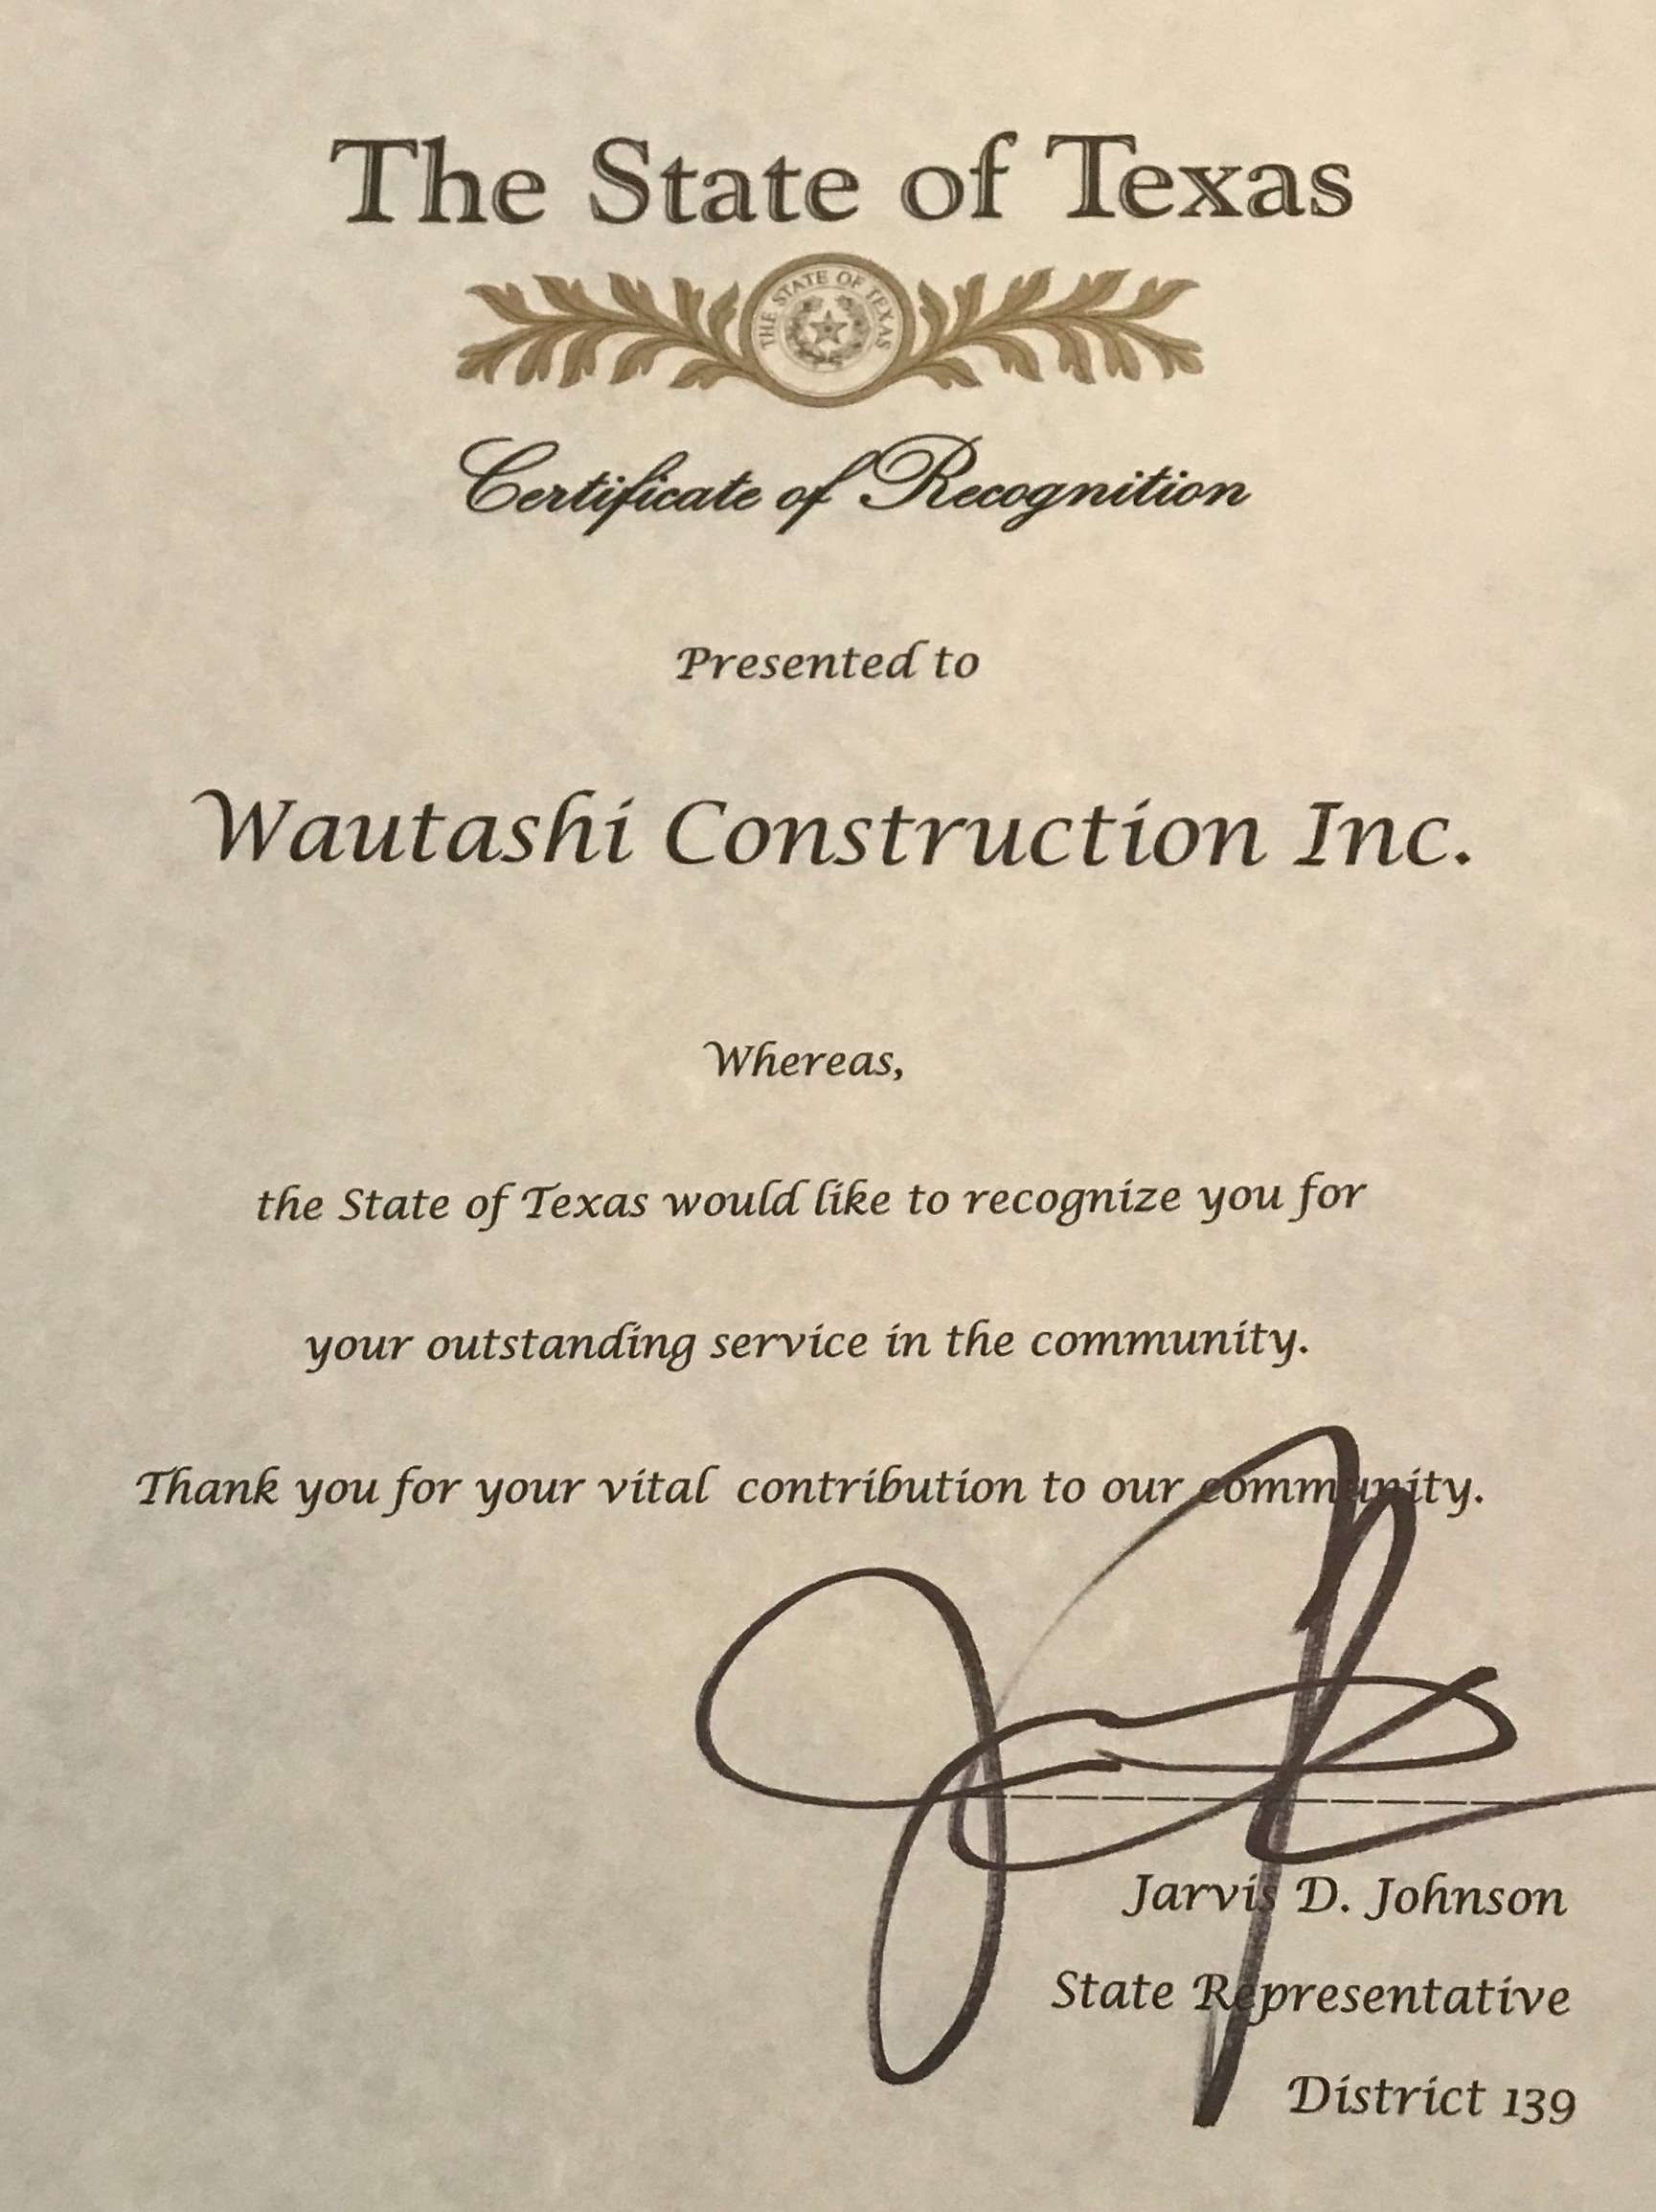 The State of Texas
THE STATE OF TEXAS
Certificate of Recognition
Presented to
Wautashi Construction Inc.
Whereas,
the State of Texas would like to recognize you for
your outstanding service in the community.
Thank you for your vital contribution to our community.
Jarvis D. Johnson
State Representative
District 139